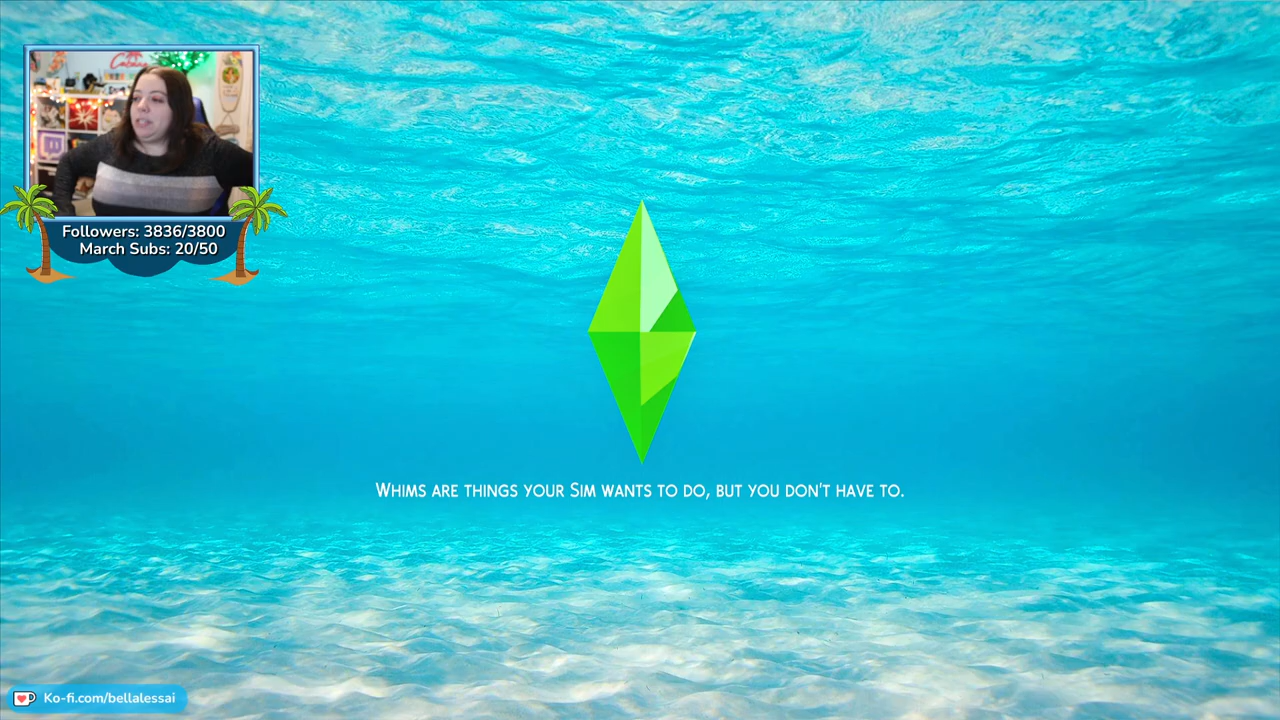 Followers: 3836/3800
March Subs: 20/50
Whims are things your Sim wants to do, but you don't have to.
Ko-fi.com/bellalessai